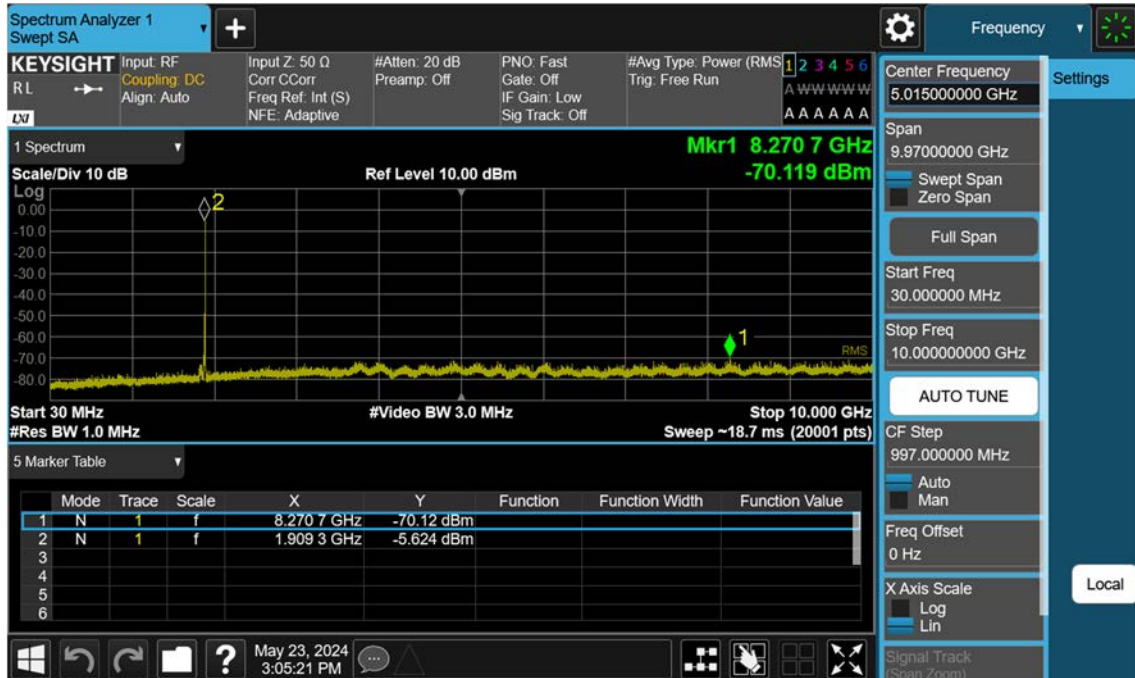 Spectrum Analyzer 1
Swept SA
Frequency
KEYSIGHT
R L
LXI
Input: RF
Coupling: DC
Align: Auto
Input Z: 50 Ω
Corr CCorr
Freq Ref: Int (S)
NFE: Adaptive
#Atten: 20 dB
Preamp: Off
PNO: Fast
Gate: Off
IF Gain: Low
Sig Track: Off
#Avg Type: Power (RMS
Trig: Free Run
1 2 3 4 5 6
A W W W W W
A A A A A A
1 Spectrum
Scale/Div 10 dB
Ref Level 10.00 dBm
Mkr1 8.270 7 GHz
-70.119 dBm
Log
0.00
-10.0
-20.0
-30.0
-40.0
-50.0
-60.0
-70.0
-80.0
2
1
RMS
Start 30 MHz
#Video BW 3.0 MHz
Stop 10.000 GHz
#Res BW 1.0 MHz
Sweep ~18.7 ms (20001 pts)
5 Marker Table
Mode Trace Scale X Y Function Function Width Function Value
1 N 1 f 8.270 7 GHz -70.12 dBm
2 N 1 f 1.909 3 GHz -5.624 dBm
3
4
5
6
May 23, 2024
3:05:21 PM
Center Frequency
5.015000000 GHz
Span
9.97000000 GHz
Swept Span
Zero Span
Full Span
Start Freq
30.000000 MHz
Stop Freq
10.000000000 GHz
AUTO TUNE
CF Step
997.000000 MHz
Auto
Man
Freq Offset
0 Hz
X Axis Scale
Log
Lin
Signal Track
(Span Zoom)
Settings
Local